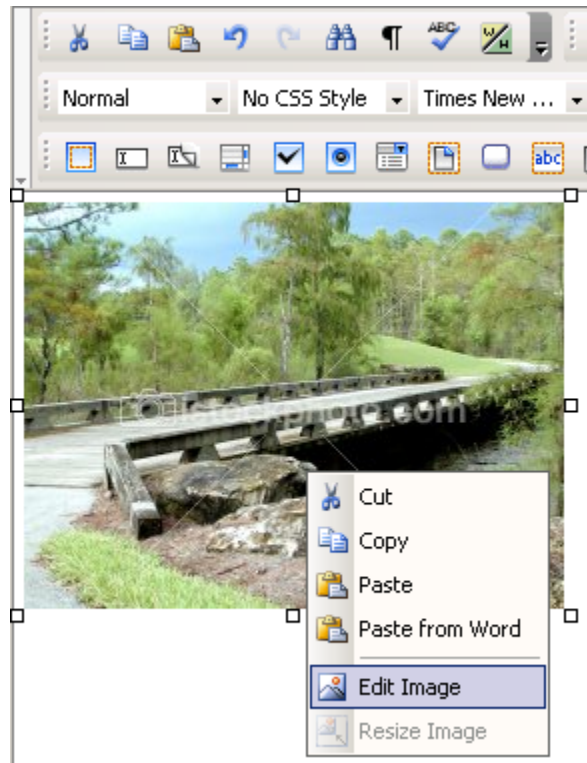 ABC
W/H
Normal No CSS Style Times New ...
abc
istockphoto.com
Cut
Copy
Paste
Paste from Word
Edit Image
Resize Image